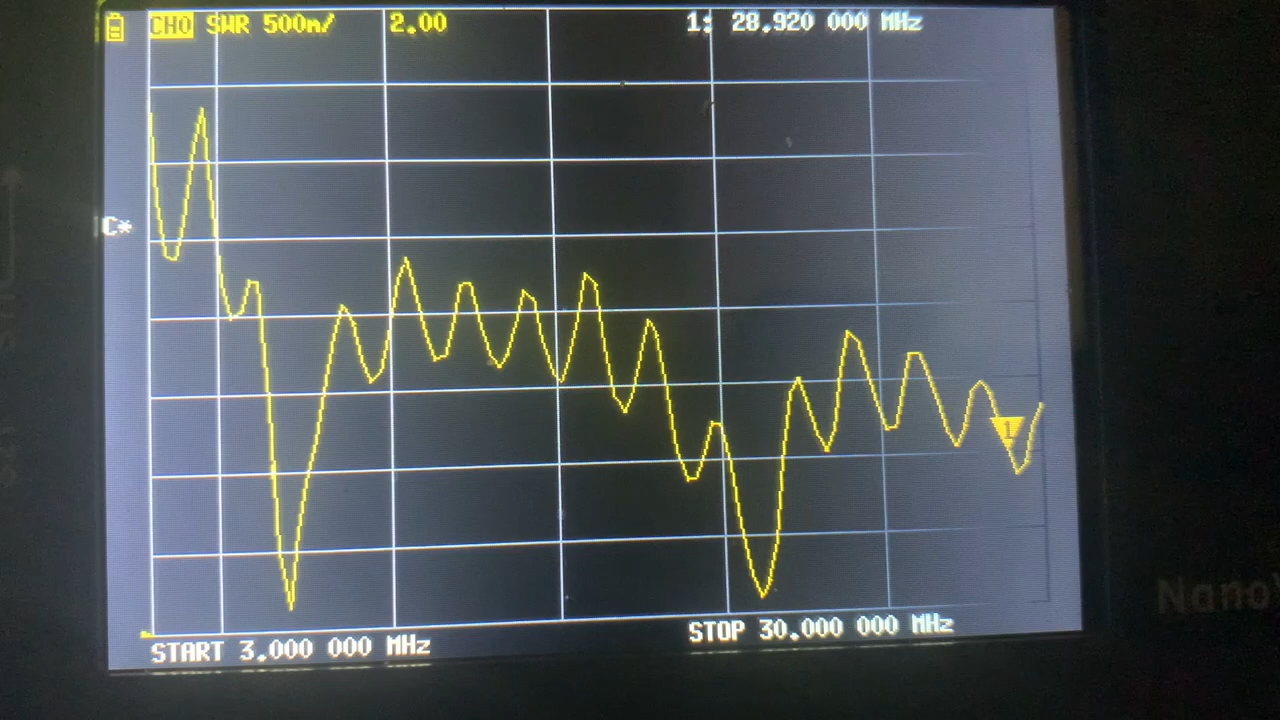 CH0 SWR 500m/ 2.00 1: 28.920 000 MHz
C*
1
START 3.000 000 MHz STOP 30.000 000 MHz
Nano